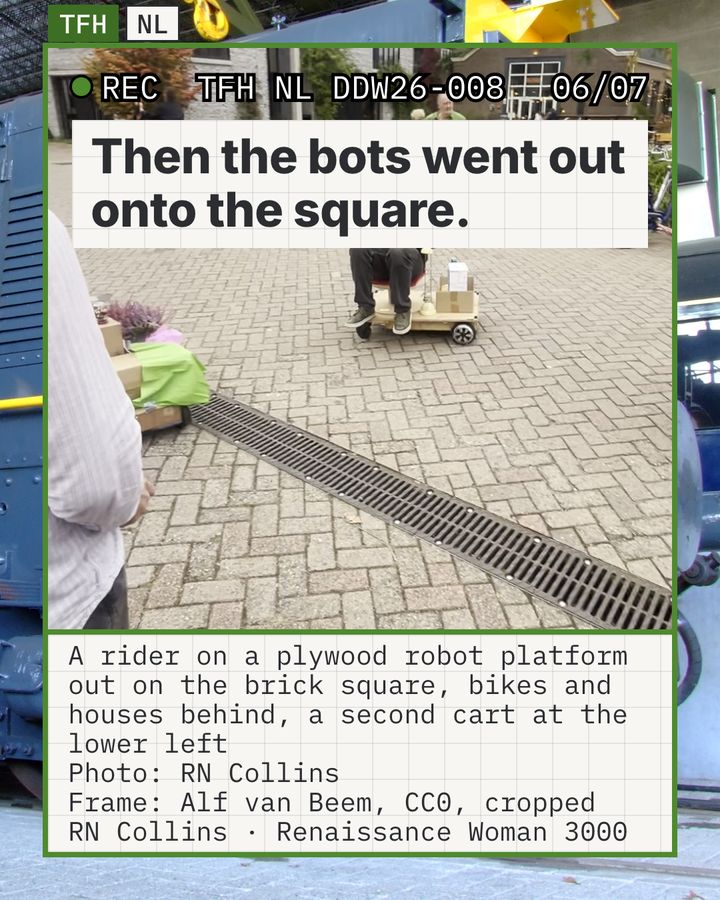 TFH NL
REC TFH NL DDW26-008 06/07
Then the bots went out
onto the square.
A rider on a plywood robot platform
out on the brick square, bikes and
houses behind, a second cart at the
lower left
Photo: RN Collins
Frame: Alf van Beem, CC0, cropped
RN Collins · Renaissance Woman 3000